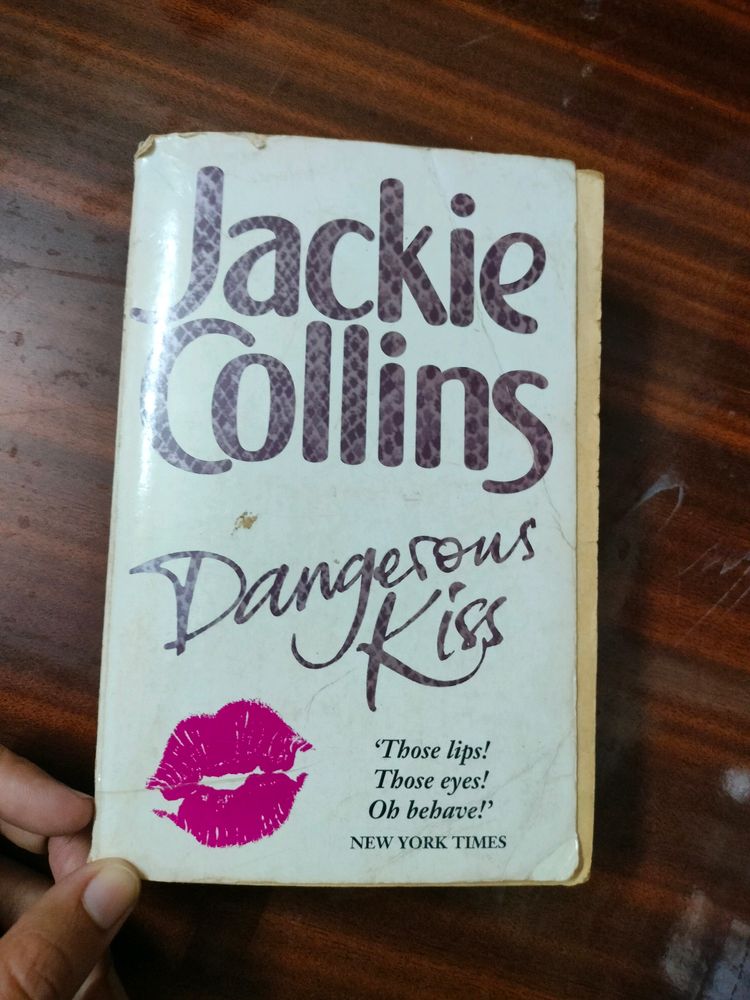 Jackie
Collins
Dangerous
Kiss
‘Those lips!
Those eyes!
Oh behave!’
NEW YORK TIMES